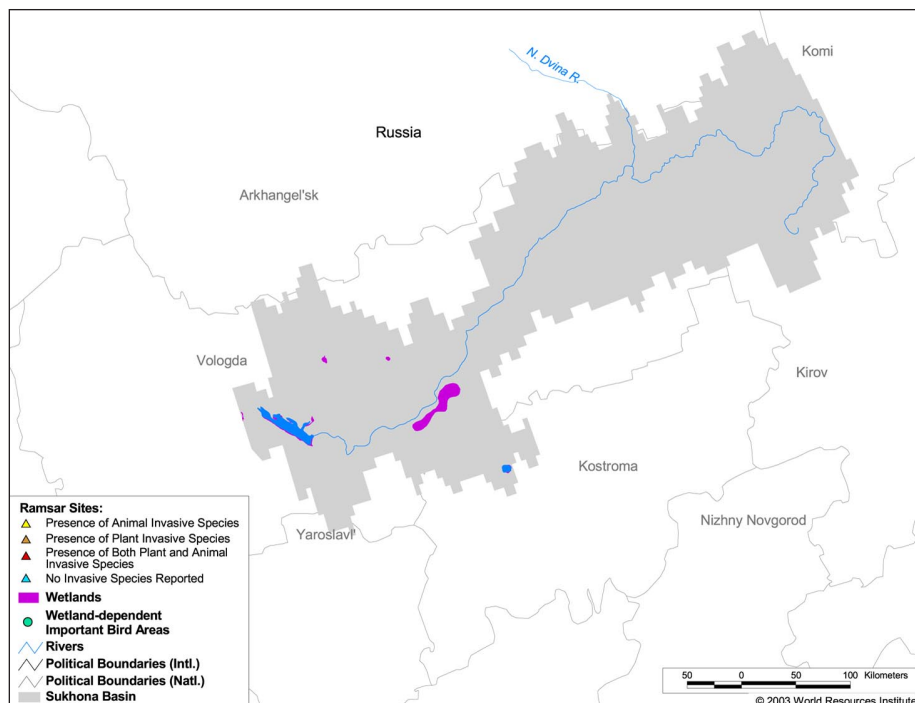 Komi
N. Dvina R.
Russia
Arkhangel'sk
Vologda
Kirov
Kostroma
Nizhny Novgorod
Yaroslavl'
Ramsar Sites:
Presence of Animal Invasive Species
Presence of Plant Invasive Species
Presence of Both Plant and Animal
Invasive Species
No Invasive Species Reported
Wetlands
Wetland-dependent
Important Bird Areas
Rivers
Political Boundaries (Intl.)
Political Boundaries (Natl.)
Sukhona Basin
50 0 50 100 Kilometers
© 2003 World Resources Institute